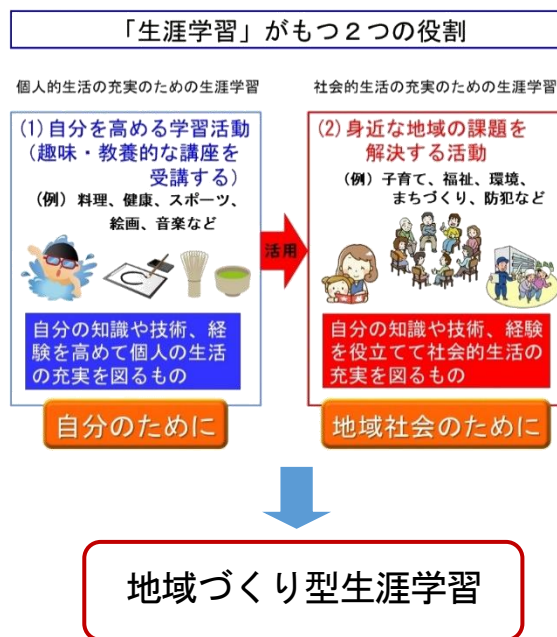 「生涯学習」がもつ２つの役割
個人的生活の充実のための生涯学習
(1)自分を高める学習活動
(趣味・教養的な講座を
受講する)
(例) 料理、健康、スポーツ、
絵画、音楽など
自分の知識や技術、経
験を高めて個人の生活
の充実を図るもの
自分のために
活用
社会的生活の充実のための生涯学習
(2)身近な地域の課題を
解決する活動
(例) 子育て、福祉、環境、
まちづくり、防犯など
自分の知識や技術、経験
を役立てて社会的生活の
充実を図るもの
地域社会のために
地域づくり型生涯学習